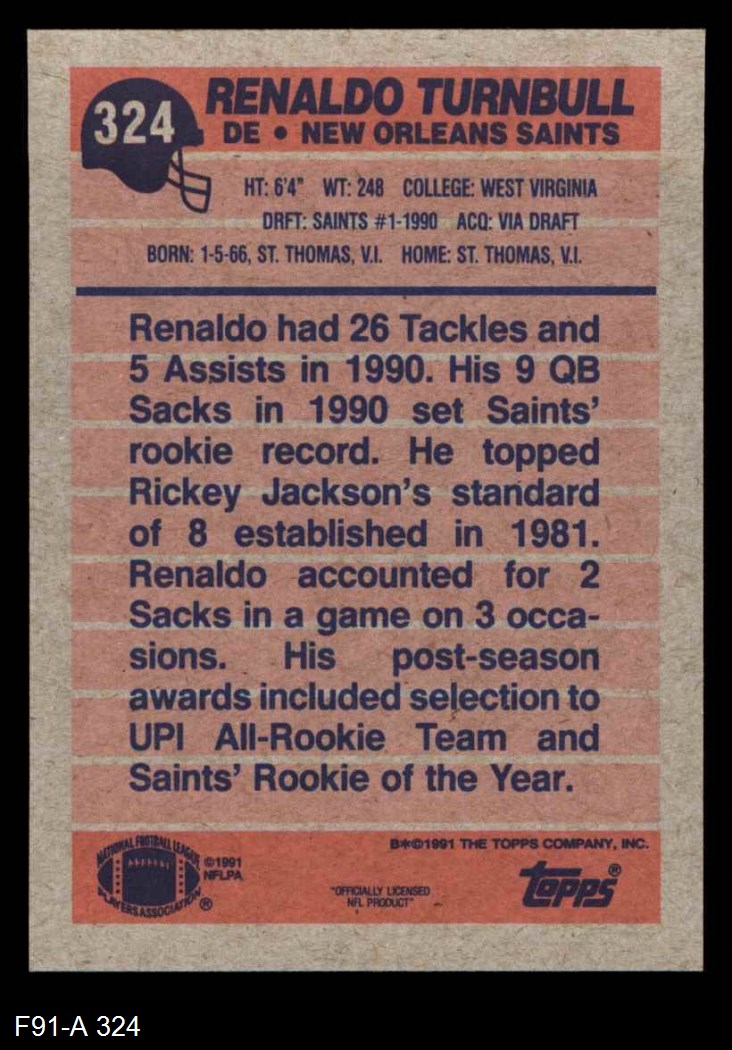 324
RENALDO TURNBULL
DE • NEW ORLEANS SAINTS
HT: 6'4" WT: 248 COLLEGE: WEST VIRGINIA
DRFT: SAINTS #1-1990 ACQ: VIA DRAFT
BORN: 1-5-66, ST. THOMAS, V.I. HOME: ST. THOMAS, V.I.
Renaldo had 26 Tackles and
5 Assists in 1990. His 9 QB
Sacks in 1990 set Saints'
rookie record. He topped
Rickey Jackson's standard
of 8 established in 1981.
Renaldo accounted for 2
Sacks in a game on 3 occa-
sions. His post-season
awards included selection to
UPI All-Rookie Team and
Saints' Rookie of the Year.
NATIONAL FOOTBALL LEAGUE
PLAYERS ASSOCIATION ®
©1991
NFLPA
"OFFICIALLY LICENSED
NFL PRODUCT"
B*©1991 THE TOPPS COMPANY, INC.
topps®
F91-A 324